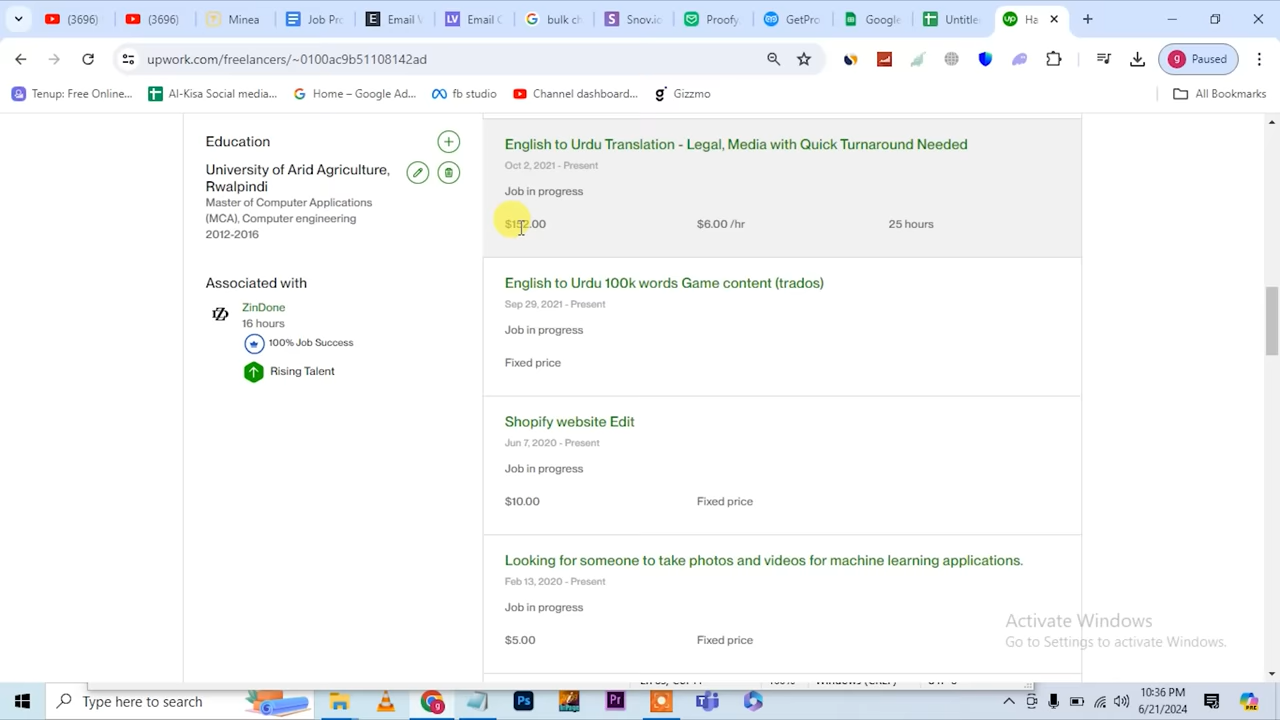 (3696)
(3696)
Minea
Job Pro
Email V
Email C
bulk ch
Snov.io
Proofy
GetPro
Google
Untitle
Ha
upwork.com/freelancers/~0100ac9b51108142ad
Paused
Tenup: Free Online...
Al-Kisa Social media...
Home – Google Ad...
fb studio
Channel dashboard...
Gizzmo
All Bookmarks
Education
University of Arid Agriculture,
Rwalpindi
Master of Computer Applications
(MCA), Computer engineering
2012-2016
Associated with
ZinDone
16 hours
100% Job Success
Rising Talent
English to Urdu Translation - Legal, Media with Quick Turnaround Needed
Oct 2, 2021 - Present
Job in progress
$152.00 $6.00 /hr 25 hours
English to Urdu 100k words Game content (trados)
Sep 29, 2021 - Present
Job in progress
Fixed price
Shopify website Edit
Jun 7, 2020 - Present
Job in progress
$10.00 Fixed price
Looking for someone to take photos and videos for machine learning applications.
Feb 13, 2020 - Present
Job in progress
$5.00 Fixed price
Activate Windows
Go to Settings to activate Windows.
Type here to search
10:36 PM
6/21/2024